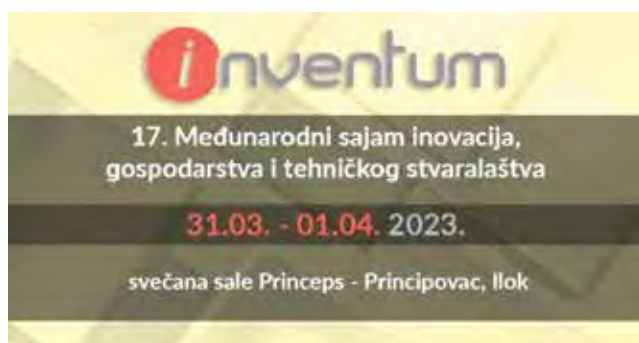 inventum
17. Međunarodni sajam inovacija,
gospodarstva i tehničkog stvaralaštva
31.03. - 01.04. 2023.
svečana sale Princeps - Principovac, Ilok